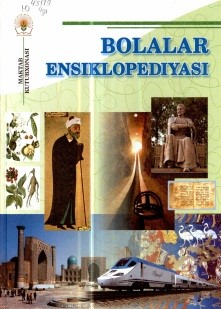 MAKTAB
KUTUBXONASI
BOLALAR
ENSIKLOPEDIYASI